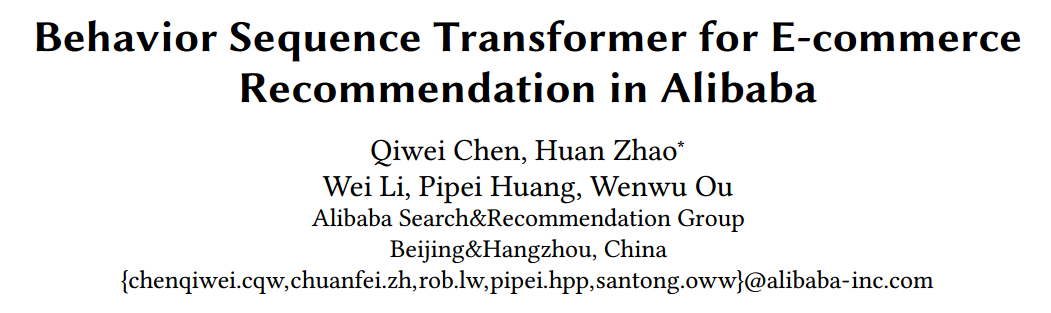 Behavior Sequence Transformer for E-commerce
Recommendation in Alibaba
Qiwei Chen, Huan Zhao*
Wei Li, Pipei Huang, Wenwu Ou
Alibaba Search&Recommendation Group
Beijing&Hangzhou, China
{chenqiwei.cqw,chuanfei.zh,rob.lw,pipei.hpp,santong.oww}@alibaba-inc.com